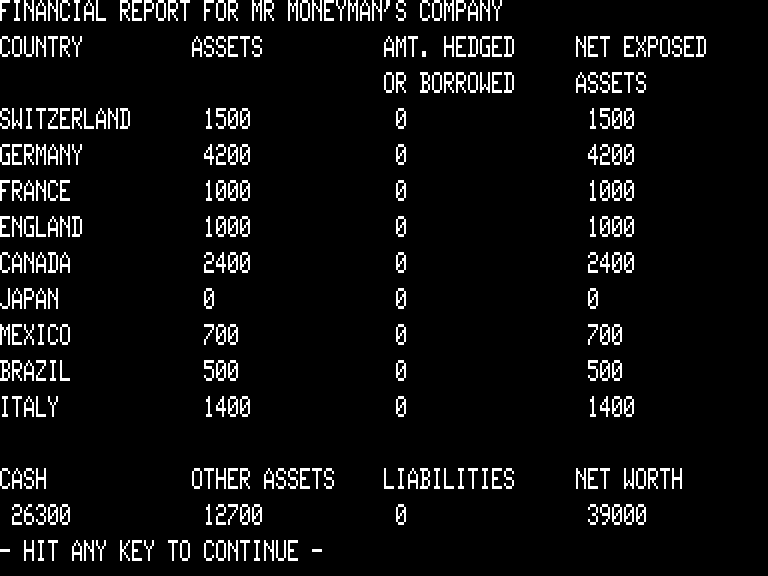 FINANCIAL REPORT FOR MR MONEYMAN'S COMPANY
COUNTRY ASSETS AMT. HEDGED NET EXPOSED
OR BORROWED ASSETS
SWITZERLAND 1500 0 1500
GERMANY 4200 0 4200
FRANCE 1000 0 1000
ENGLAND 1000 0 1000
CANADA 2400 0 2400
JAPAN 0 0 0
MEXICO 700 0 700
BRAZIL 500 0 500
ITALY 1400 0 1400
CASH OTHER ASSETS LIABILITIES NET WORTH
26300 12700 0 39000
- HIT ANY KEY TO CONTINUE -